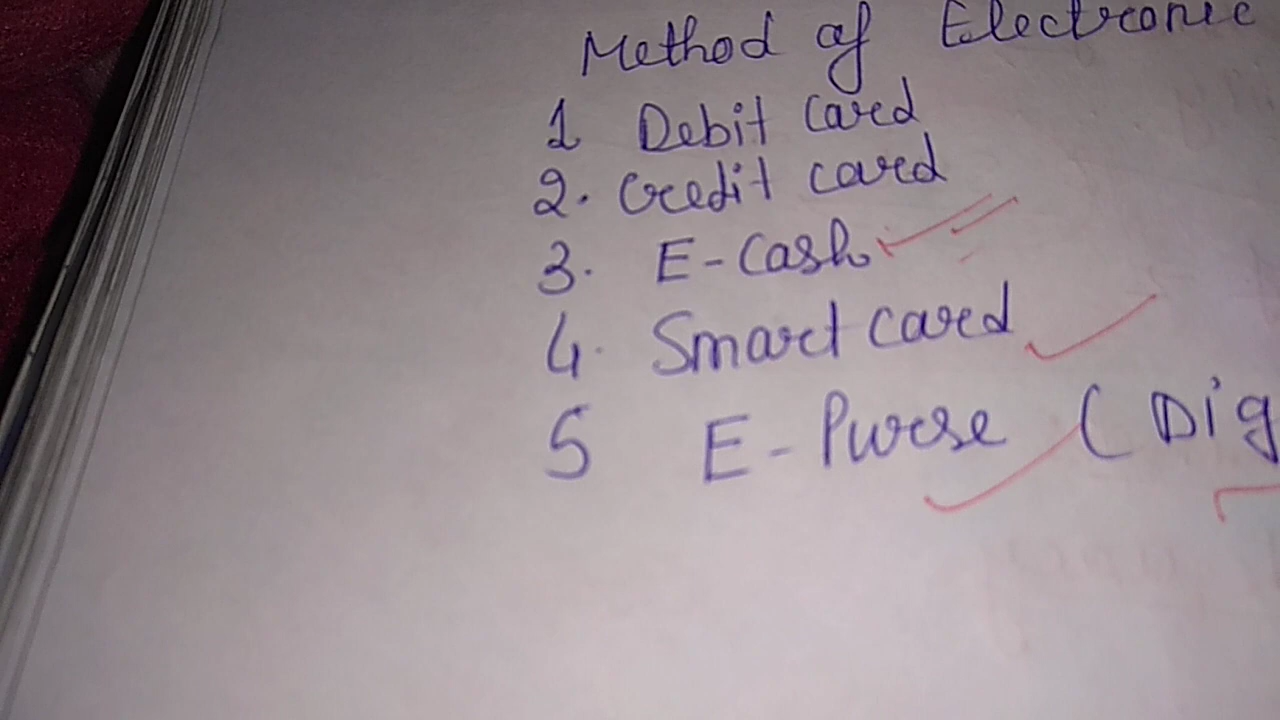 Method of Electronic
1 Debit Card
2. Credit card
3. E-Cash
4. Smart card
5 E-Purse (Dig